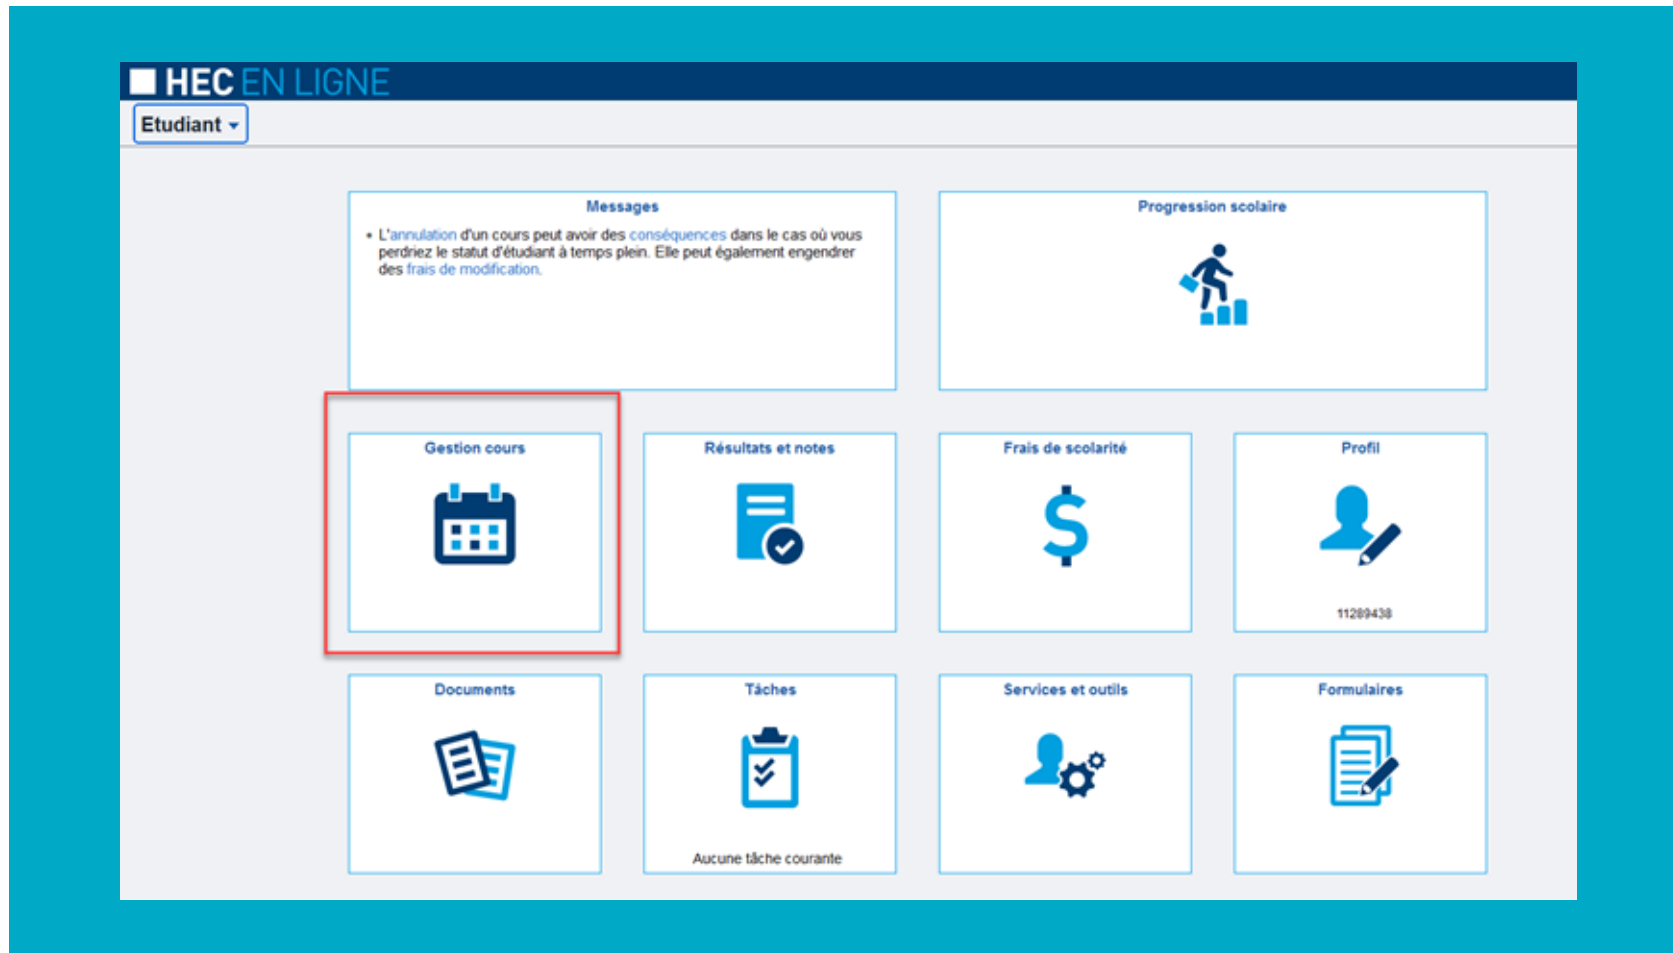 HEC EN LIGNE
Etudiant
Messages
• L'annulation d'un cours peut avoir des conséquences dans le cas où vous
perdriez le statut d'étudiant à temps plein. Elle peut également engendrer
des frais de modification.
Progression scolaire
Gestion cours
Résultats et notes
Frais de scolarité
$
Profil
11289438
Documents
Tâches
Aucune tâche courante
Services et outils
Formulaires